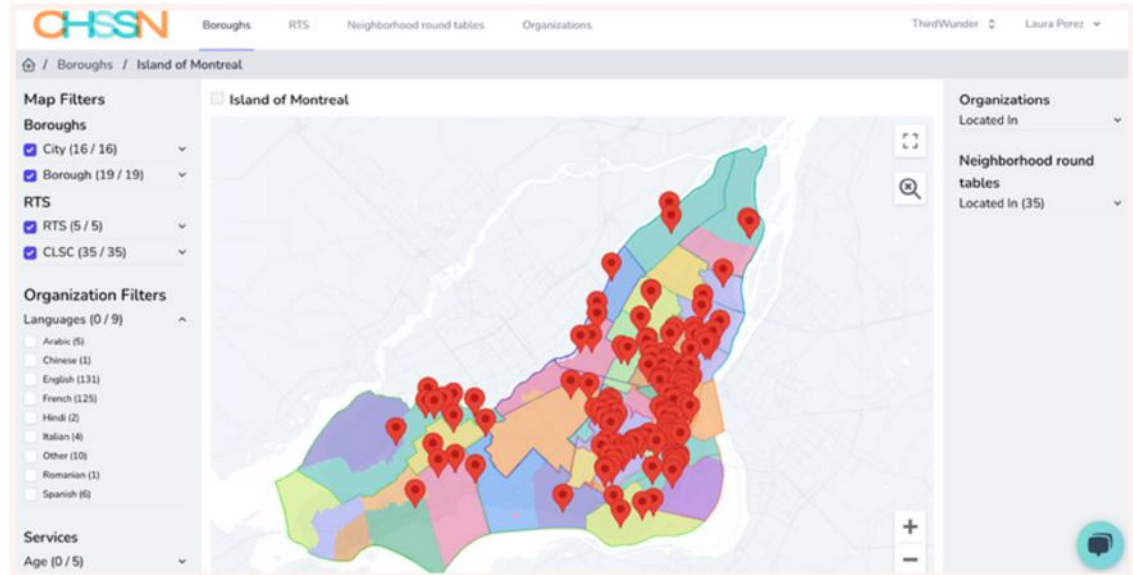 CHSSN
Boroughs
RTS
Neighborhood round tables
Organizations
ThirdWunder
Laura Perez
/ Boroughs / Island of Montreal
Map Filters
Boroughs
City (16 / 16)
Borough (19 / 19)
RTS
RTS (5 / 5)
CLSC (35 / 35)
Organization Filters
Languages (0 / 9)
Arabic (5)
Chinese (1)
English (131)
French (125)
Hindi (2)
Italian (4)
Other (10)
Romanian (1)
Spanish (6)
Services
Age (0 / 5)
Island of Montreal
+
−
Organizations
Located In
Neighborhood round
tables
Located In (35)